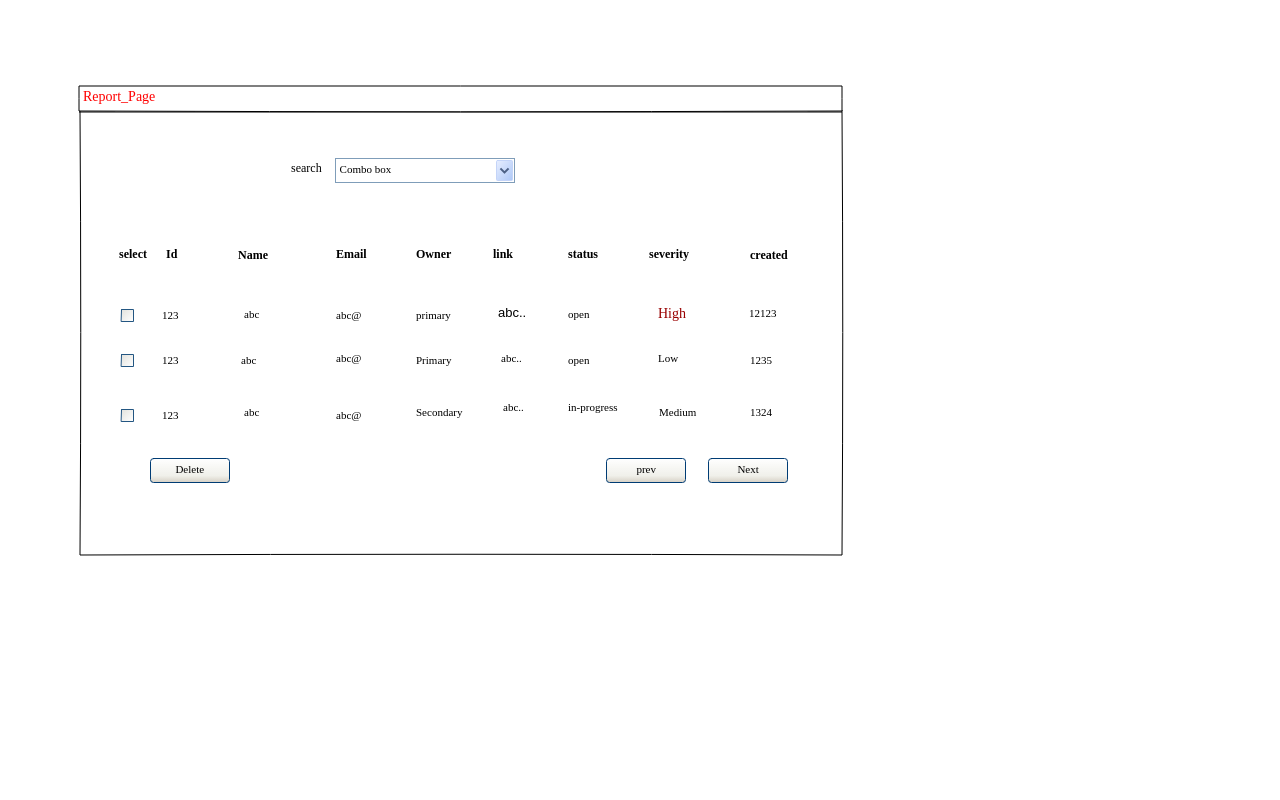 Report_Page
search Combo box
select Id Name Email Owner link status severity created
123 abc abc@ primary abc.. open High 12123
123 abc abc@ Primary abc.. open Low 1235
123 abc abc@ Secondary abc.. in-progress Medium 1324
Delete prev Next